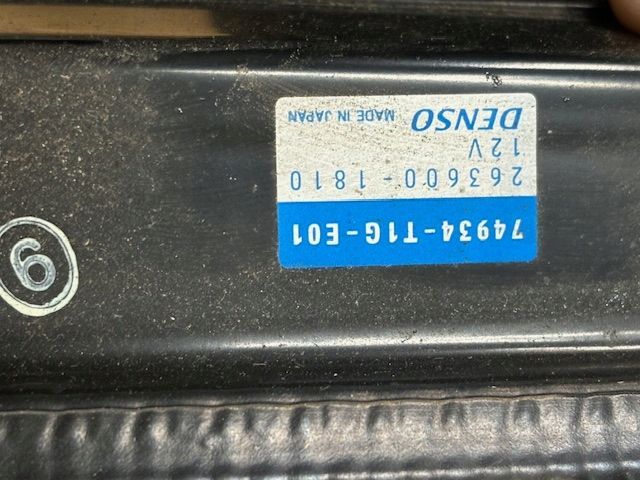 74934-T1G-E01
263600-1810
12V
DENSO MADE IN JAPAN